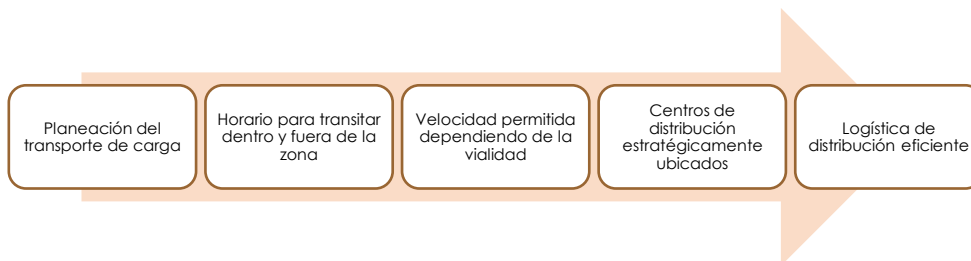 Planeación del
transporte de carga
Horario para transitar
dentro y fuera de la
zona
Velocidad permitida
dependiendo de la
vialidad
Centros de
distribución
estratégicamente
ubicados
Logística de
distribución eficiente